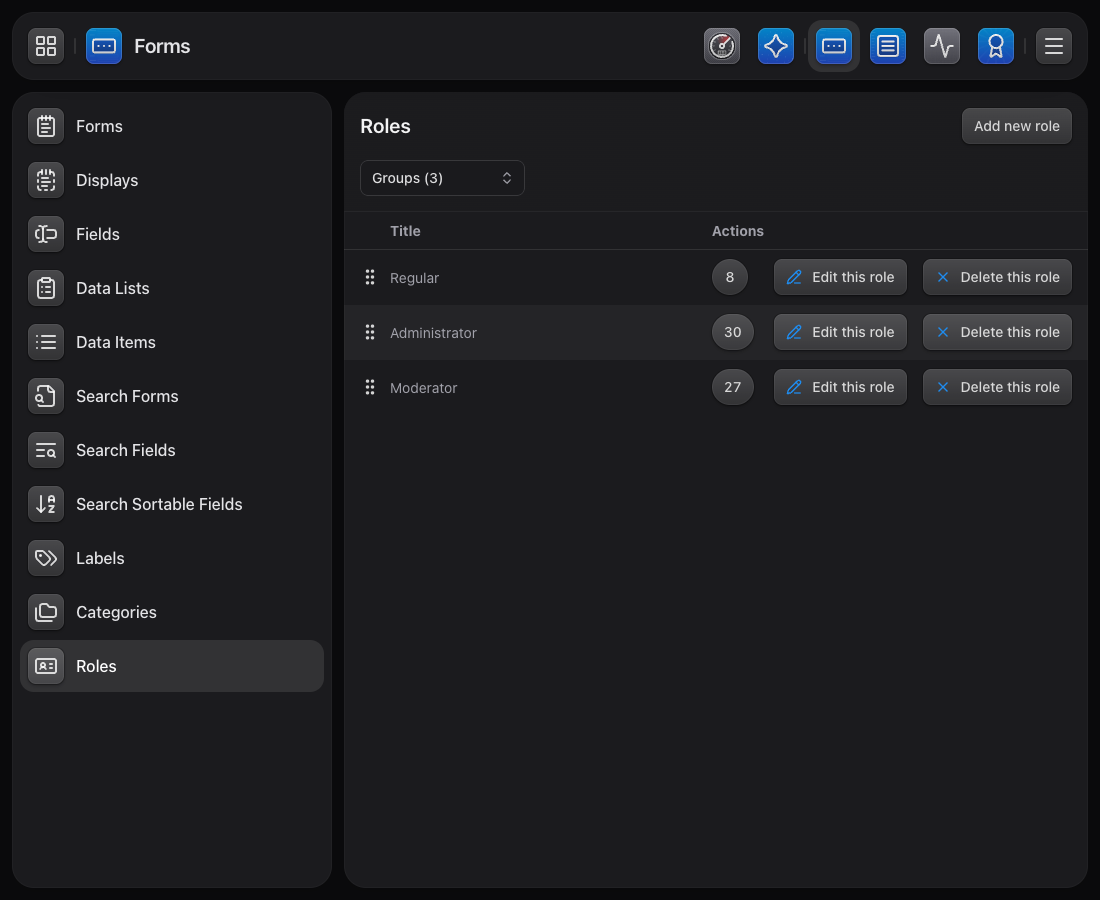 Forms
Forms
Displays
Fields
Data Lists
Data Items
Search Forms
Search Fields
Search Sortable Fields
Labels
Categories
Roles
Roles
Add new role
Groups (3)
Title Actions
Regular 8 Edit this role Delete this role
Administrator 30 Edit this role Delete this role
Moderator 27 Edit this role Delete this role